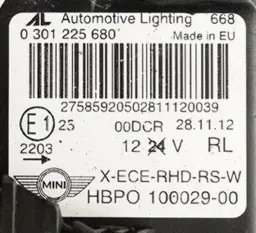 AL Automotive Lighting 668
0 301 225 680 Made in EU
27585920502811120039
E1 25 00DCR 28.11.12
2203 12 24 V RL
MINI X-ECE-RHD-RS-W
HBPO 100029-00